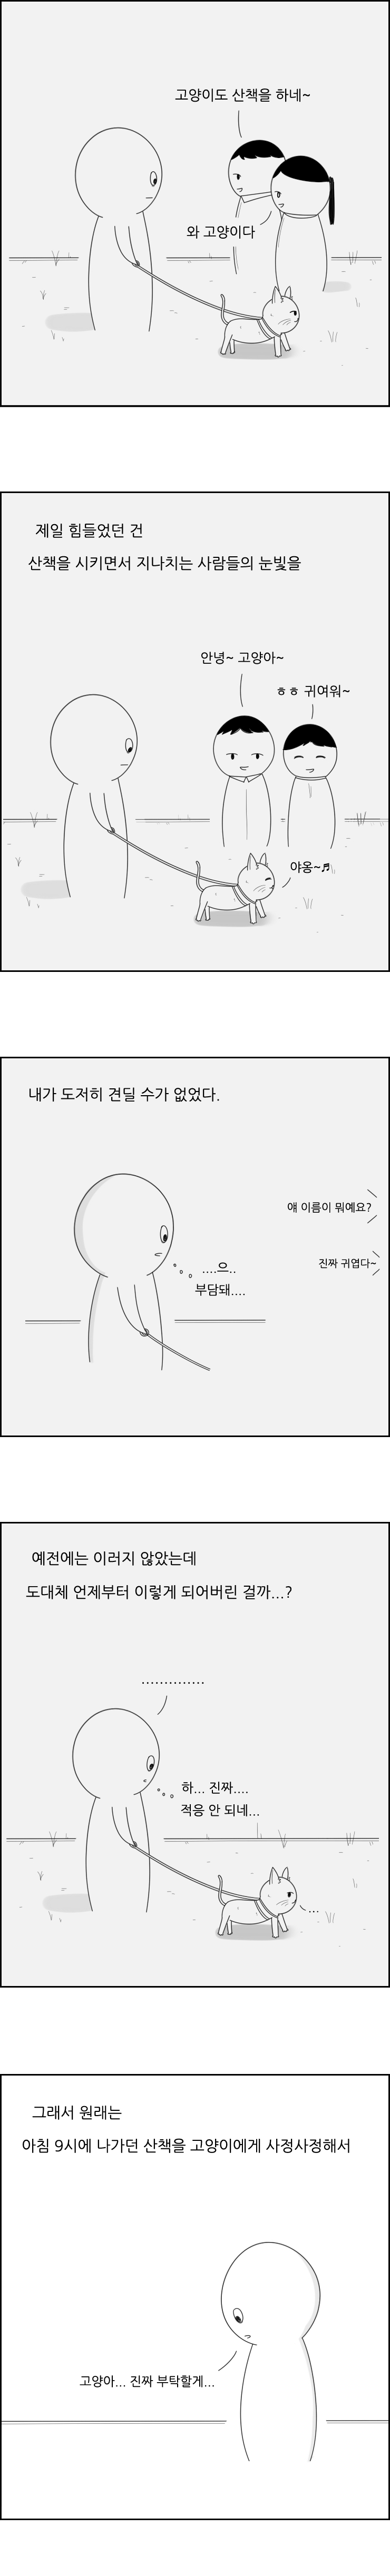 고양이도 산책을 하네~
와 고양이다
제일 힘들었던 건
산책을 시키면서 지나치는 사람들의 눈빛을
안녕~ 고양아~
ㅎㅎ 귀여워~
야옹~♬
내가 도저히 견딜 수가 없었다.
얘 이름이 뭐예요?
진짜 귀엽다~
....으..
부담돼....
예전에는 이러지 않았는데
도대체 언제부터 이렇게 되어버린 걸까...?
..............
하... 진짜....
적응 안 되네...
...
그래서 원래는
아침 9시에 나가던 산책을 고양이에게 사정사정해서
고양아... 진짜 부탁할게...